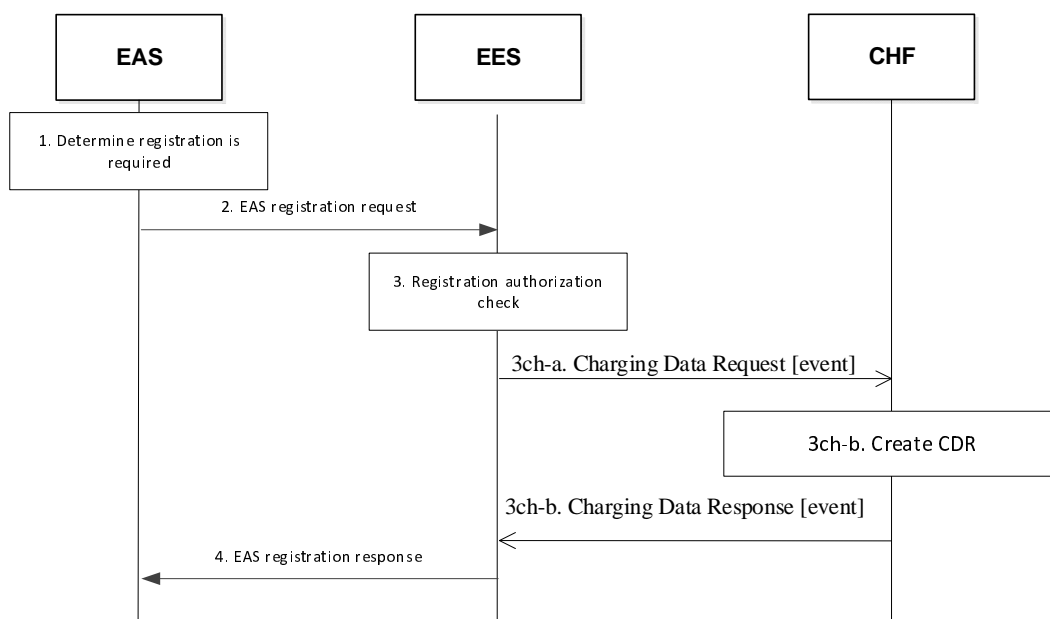 EAS
EES
CHF
1. Determine registration is
required
2. EAS registration request
3. Registration authorization
check
3ch-a. Charging Data Request [event]
3ch-b. Create CDR
3ch-b. Charging Data Response [event]
4. EAS registration response